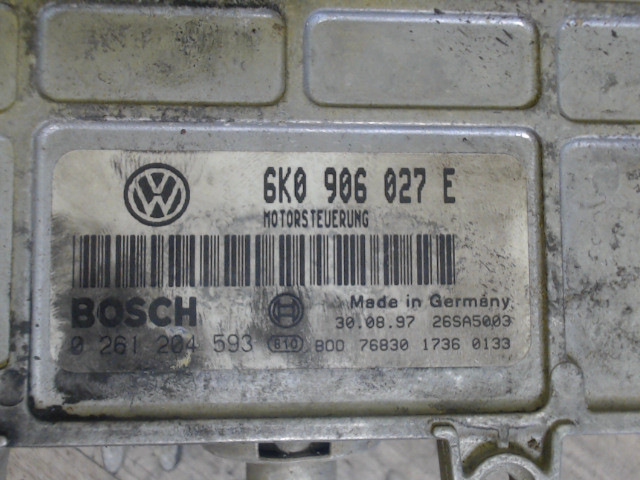 6K0 906 027 E
MOTORSTEUERUNG
BOSCH
Made in Germany
30.08.97 26SA5003
0 261 204 593 610 800 76830 1736 0133